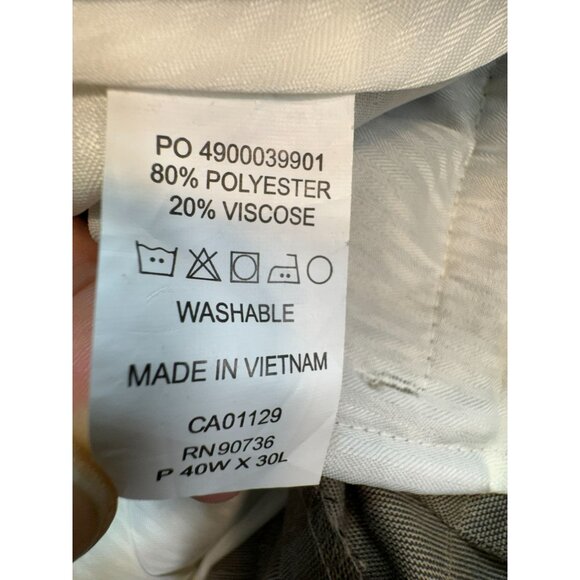 PO 4900039901
80% POLYESTER
20% VISCOSE
WASHABLE
MADE IN VIETNAM
CA01129
RN 90736
P 40W X 30L